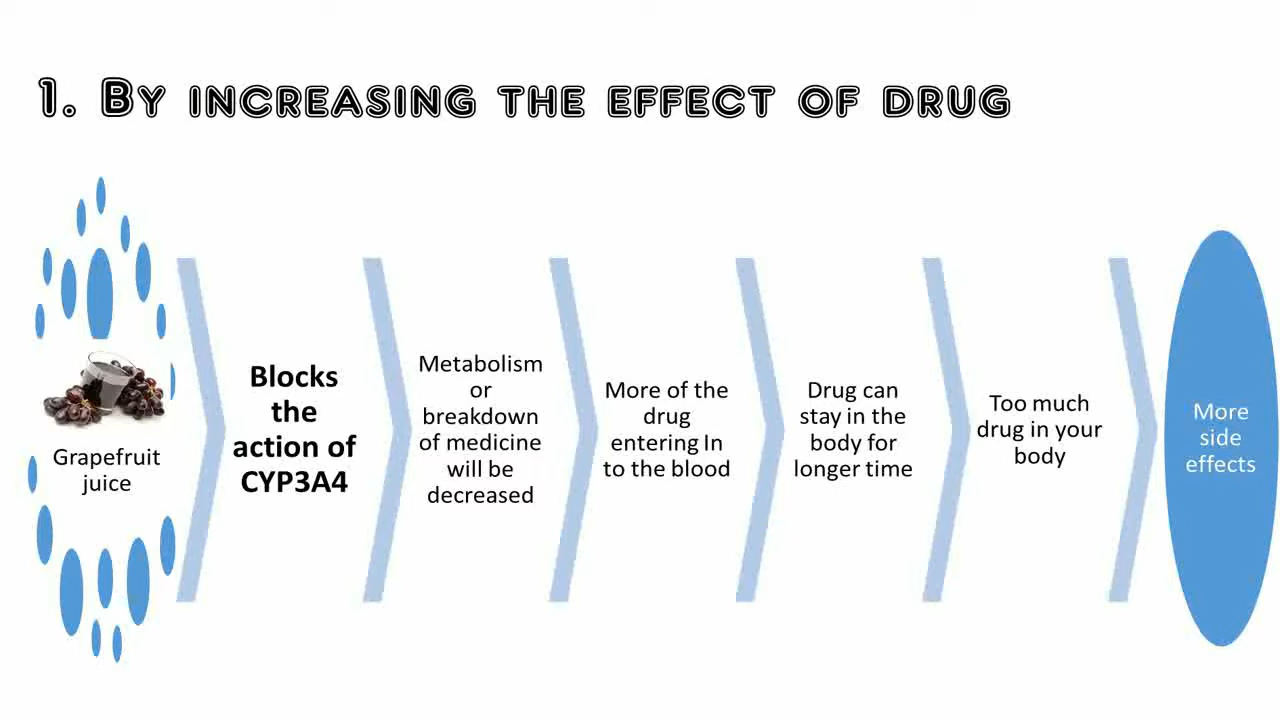 1. By increasing the effect of drug
Grapefruit
juice
Blocks
the
action of
CYP3A4
Metabolism
or
breakdown
of medicine
will be
decreased
More of the
drug
entering In
to the blood
Drug can
stay in the
body for
longer time
Too much
drug in your
body
More
side
effects